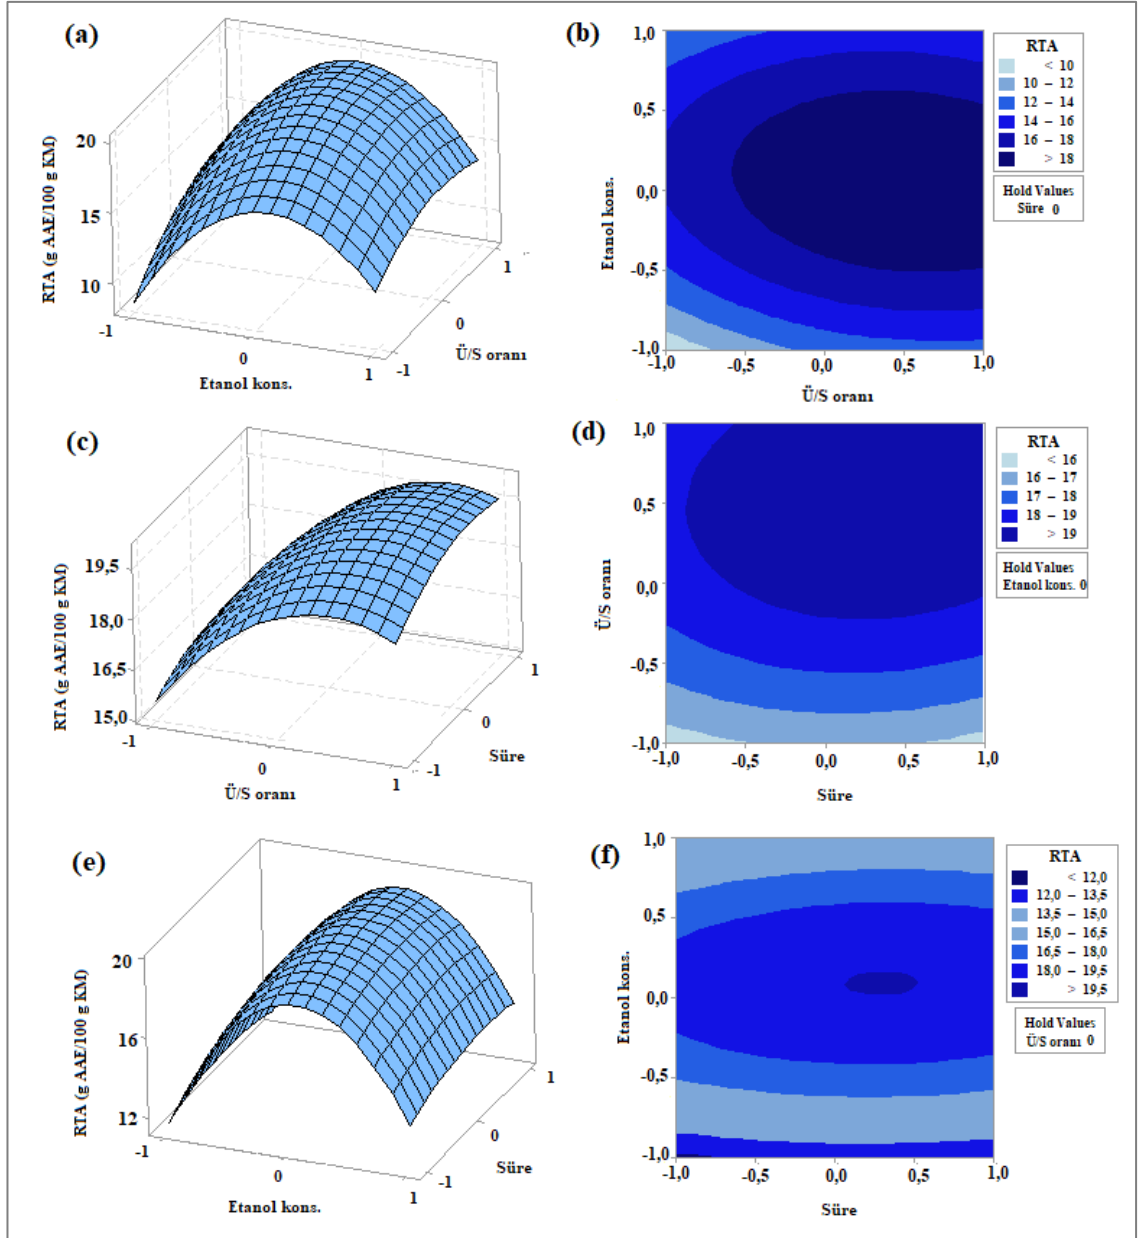 (a)
RTA (g AAE/100 g KM)
20
15
10
-1
0
1
Etanol kons.
-1
0
1
Ü/S oranı
(b)
Etanol kons.
1,0
0,5
0,0
-0,5
-1,0
-1,0 -0,5 0,0 0,5 1,0
Ü/S oranı
RTA
< 10
10 – 12
12 – 14
14 – 16
16 – 18
> 18
Hold Values
Süre 0
(c)
RTA (g AAE/100 g KM)
19,5
18,0
16,5
15,0
-1
0
1
Ü/S oranı
-1
0
1
Süre
(d)
Ü/S oranı
1,0
0,5
0,0
-0,5
-1,0
-1,0 -0,5 0,0 0,5 1,0
Süre
RTA
< 16
16 – 17
17 – 18
18 – 19
> 19
Hold Values
Etanol kons. 0
(e)
RTA (g AAE/100 g KM)
20
16
12
-1
0
1
Etanol kons.
-1
0
1
Süre
(f)
Etanol kons.
1,0
0,5
0,0
-0,5
-1,0
-1,0 -0,5 0,0 0,5 1,0
Süre
RTA
< 12,0
12,0 – 13,5
13,5 – 15,0
15,0 – 16,5
16,5 – 18,0
18,0 – 19,5
> 19,5
Hold Values
Ü/S oranı 0